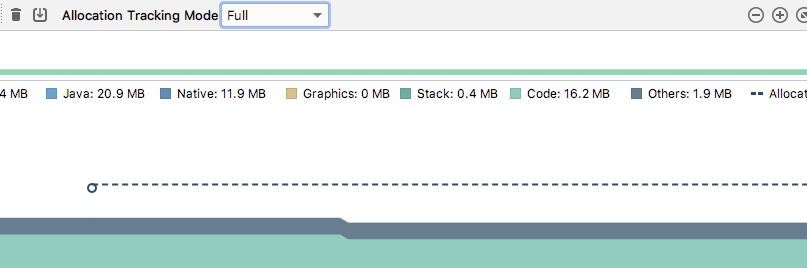 Allocation Tracking Mode Full
4 MB Java: 20.9 MB Native: 11.9 MB Graphics: 0 MB Stack: 0.4 MB Code: 16.2 MB Others: 1.9 MB Allocat